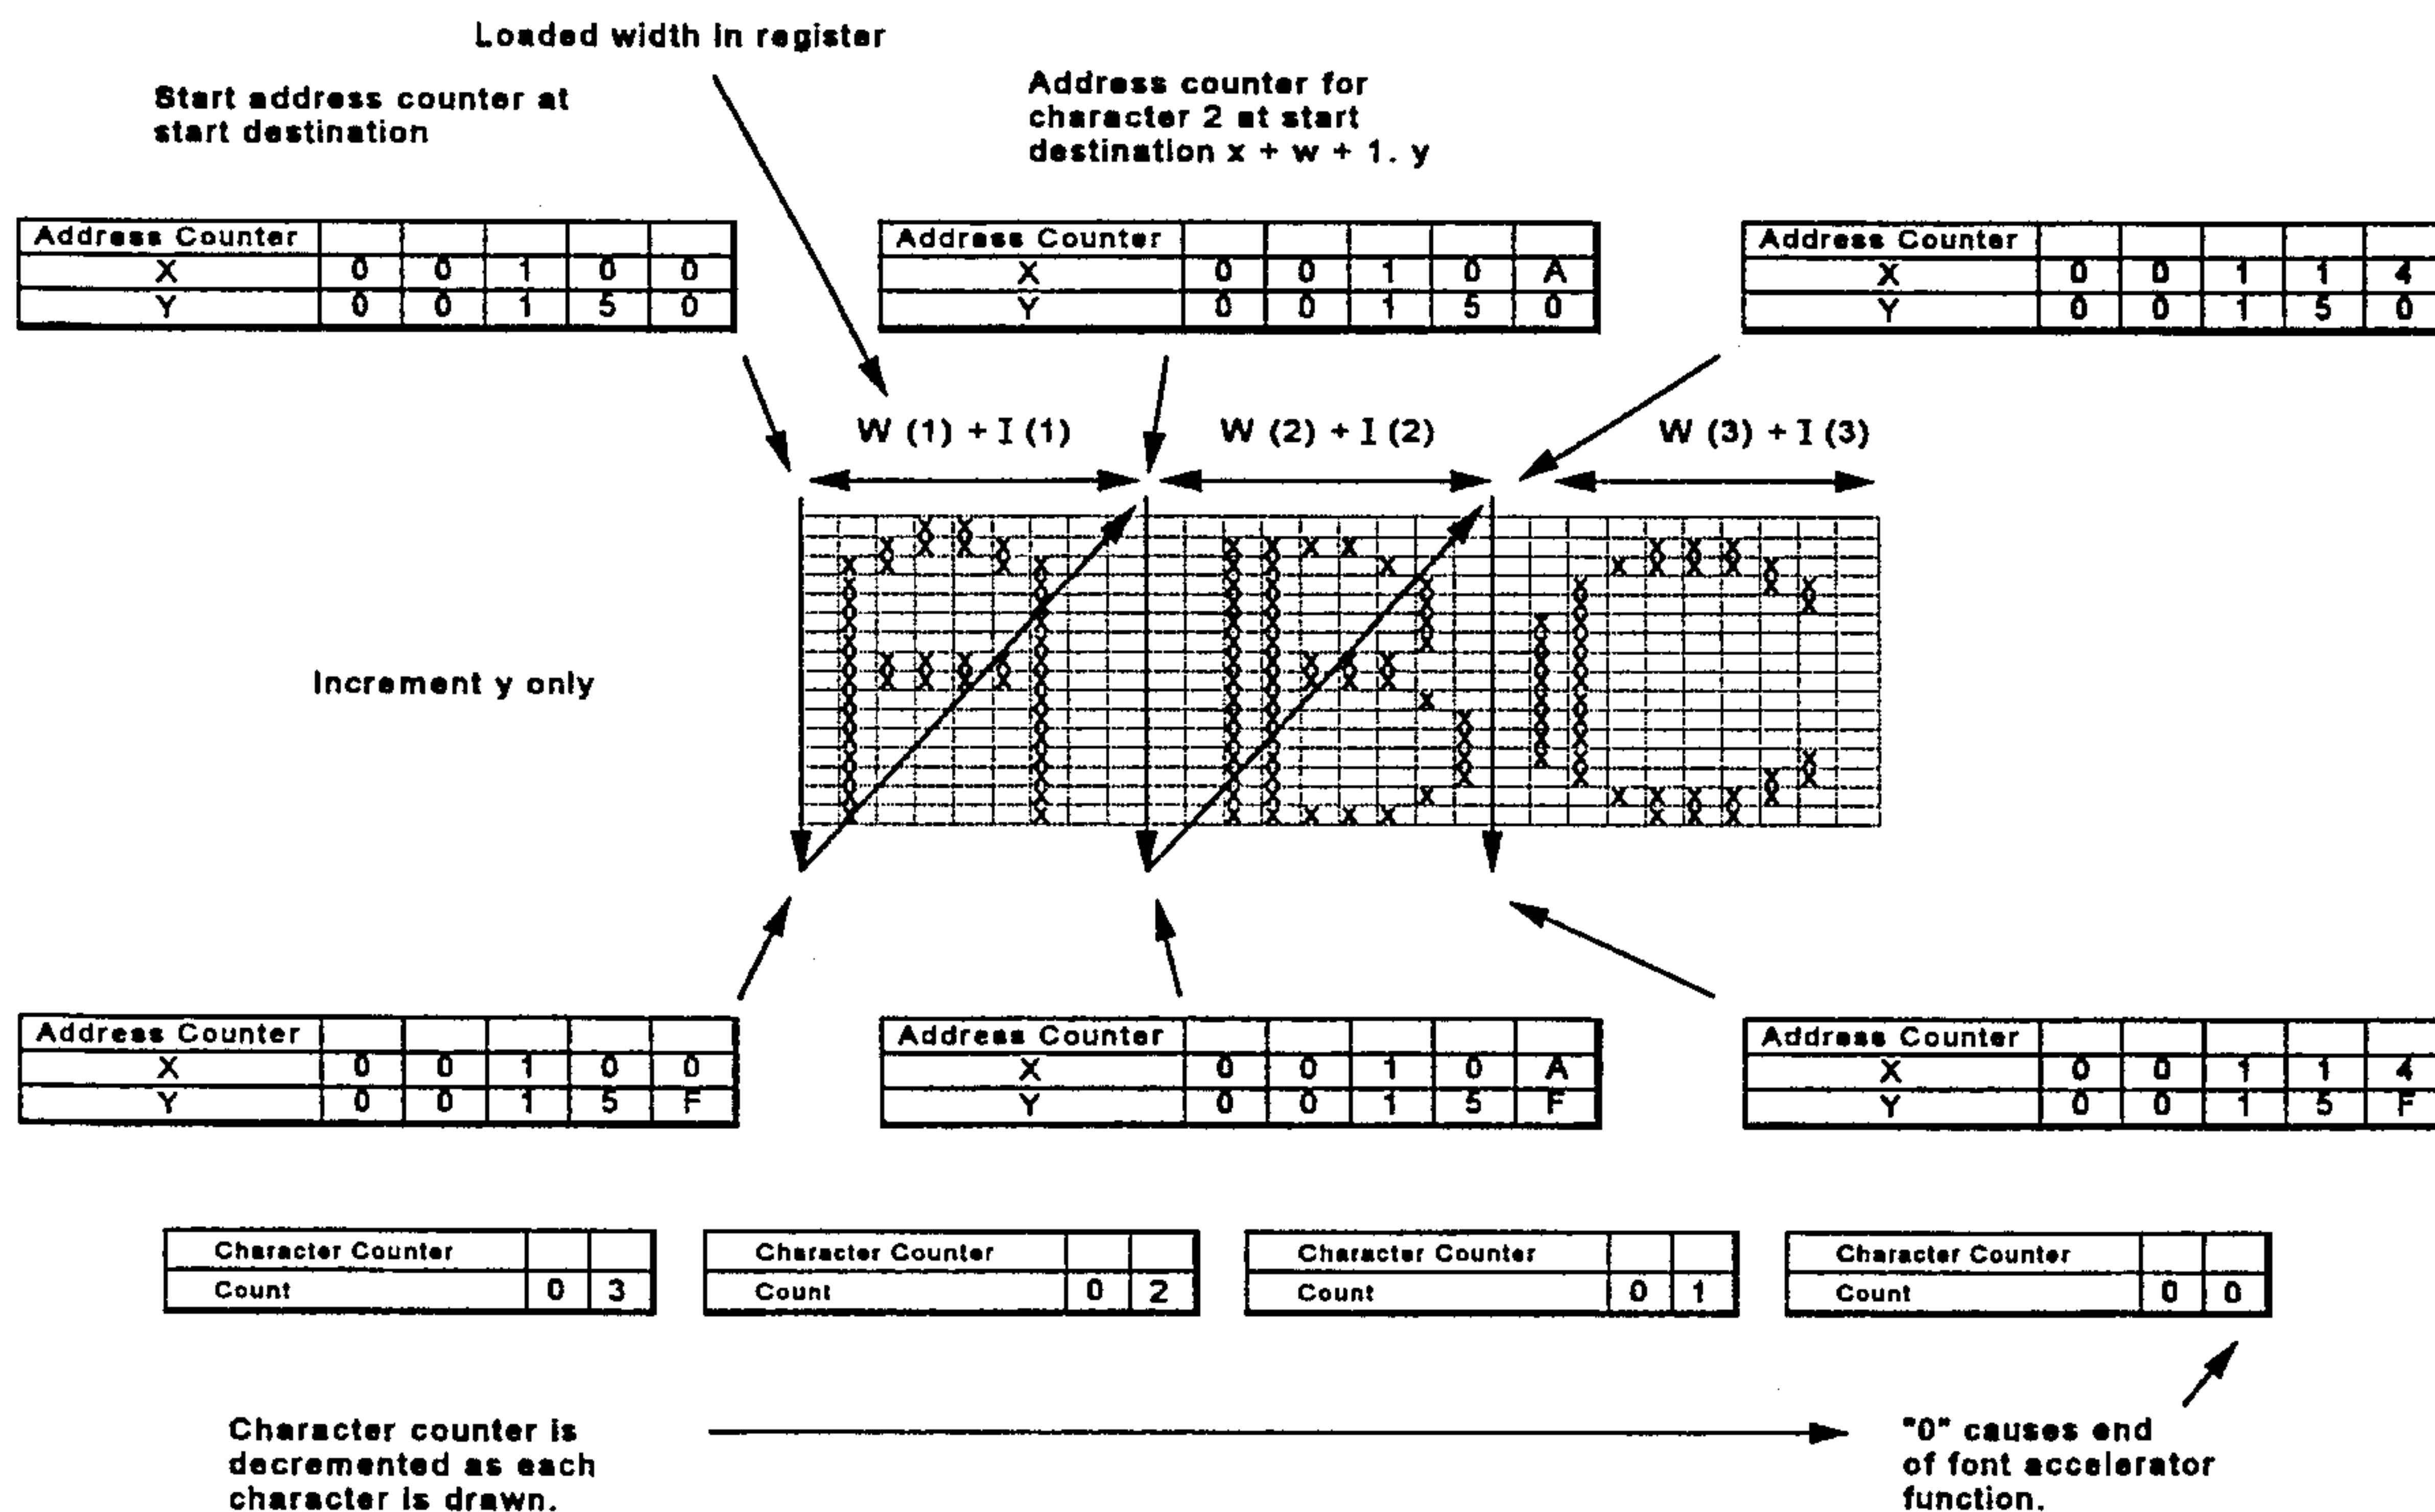 Loaded width in register
Start address counter at
start destination
Address counter for
character 2 at start
destination x + w + 1. y
Address Counter
X 0 0 1 0 0
Y 0 0 1 5 0
Address Counter
X 0 0 1 0 A
Y 0 0 1 5 0
Address Counter
X 0 0 1 1 4
Y 0 0 1 5 0
W (1) + I (1)
W (2) + I (2)
W (3) + I (3)
Increment y only
Address Counter
X 0 0 1 0 0
Y 0 0 1 5 F
Address Counter
X 0 0 1 0 A
Y 0 0 1 5 F
Address Counter
X 0 0 1 1 4
Y 0 0 1 5 F
Character Counter
Count 0 3
Character Counter
Count 0 2
Character Counter
Count 0 1
Character Counter
Count 0 0
Character counter is
decremented as each
character is drawn.
"0" causes end
of font accelerator
function.